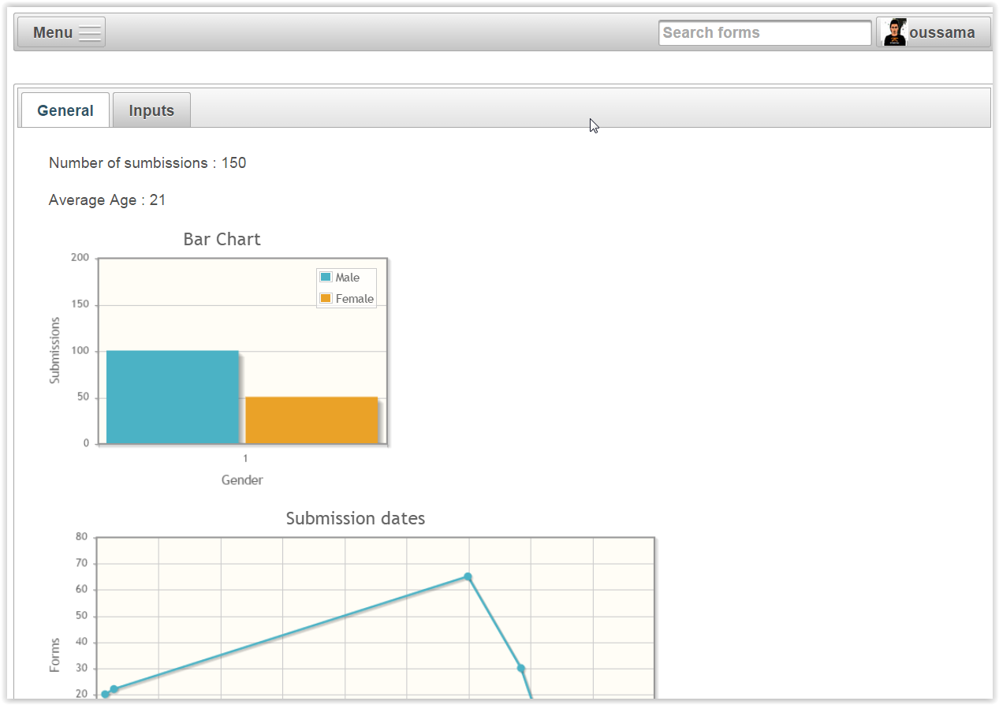 Menu
Search forms
oussama
General
Inputs
Number of sumbissions : 150
Average Age : 21
Bar Chart
200
150
100
50
0
Submissions
Male
Female
1
Gender
Submission dates
80
70
60
50
40
30
20
Forms